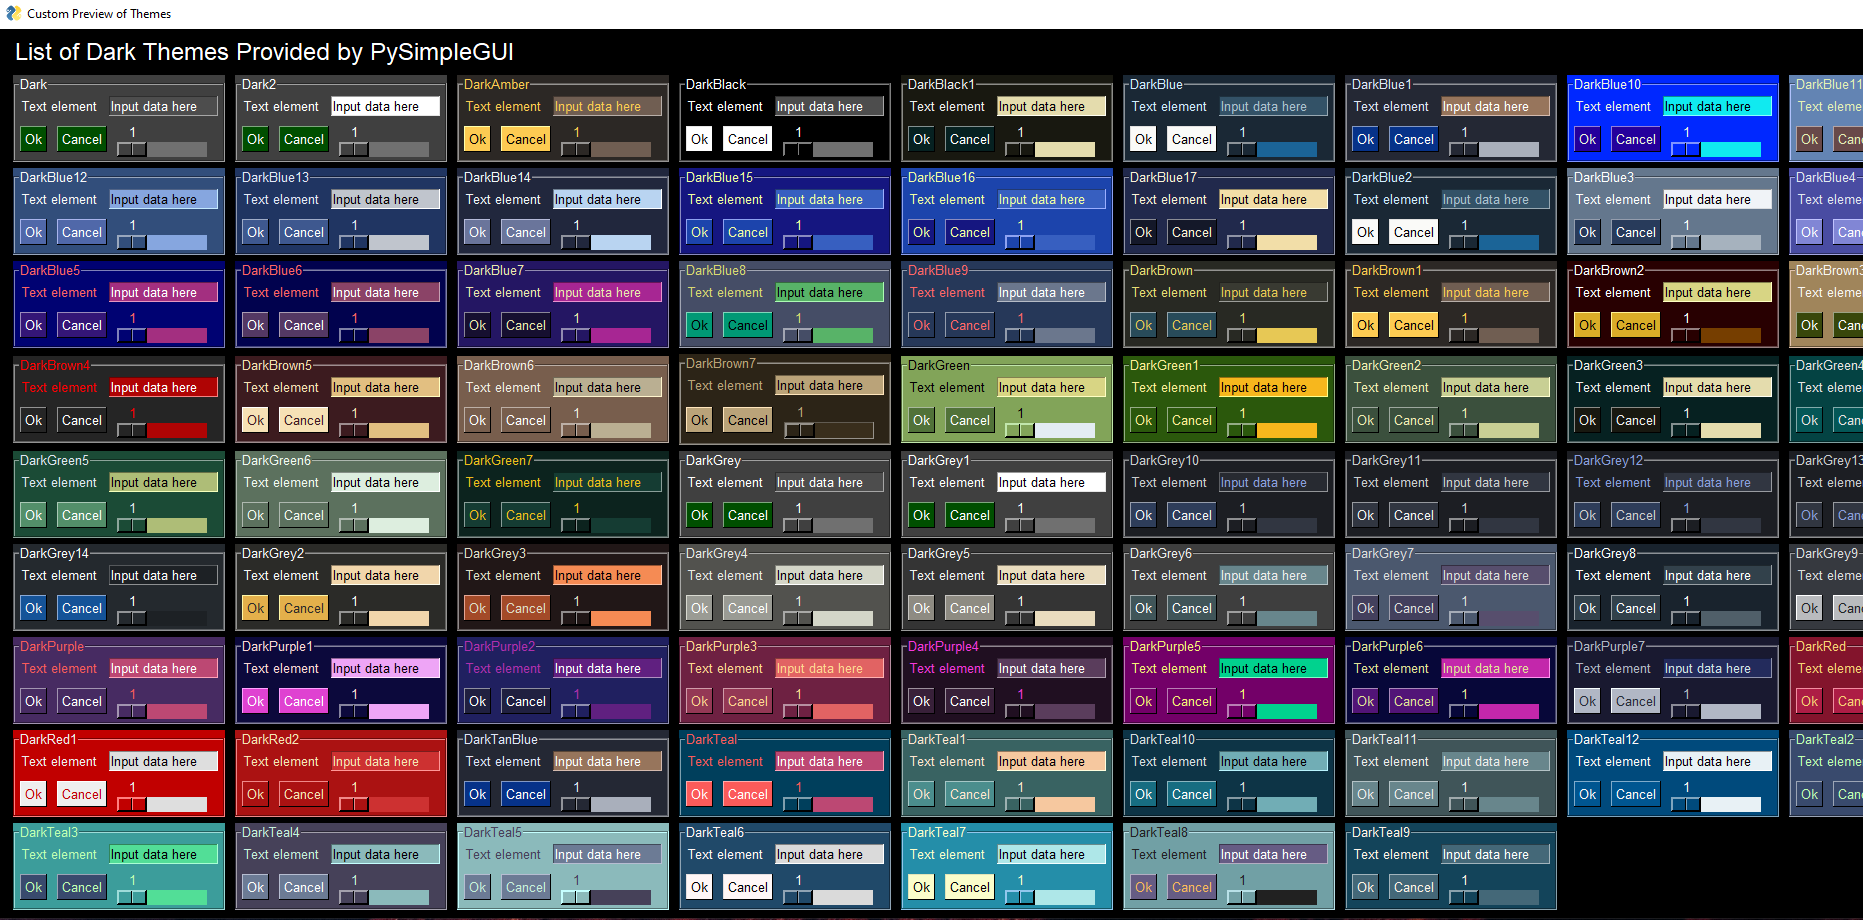 Custom Preview of Themes
List of Dark Themes Provided by PySimpleGUI
Dark Dark2 DarkAmber DarkBlack DarkBlack1 DarkBlue DarkBlue1 DarkBlue10 DarkBlue11
Text element Input data here Text element Input data here Text element Input data here Text element Input data here Text element Input data here Text element Input data here Text element Input data here Text element Input data here Text eleme
Ok Cancel 1 Ok Cancel 1 Ok Cancel 1 Ok Cancel 1 Ok Cancel 1 Ok Cancel 1 Ok Cancel 1 Ok Cancel 1 Ok Canc
DarkBlue12 DarkBlue13 DarkBlue14 DarkBlue15 DarkBlue16 DarkBlue17 DarkBlue2 DarkBlue3 DarkBlue4
Text element Input data here Text element Input data here Text element Input data here Text element Input data here Text element Input data here Text element Input data here Text element Input data here Text element Input data here Text eleme
Ok Cancel 1 Ok Cancel 1 Ok Cancel 1 Ok Cancel 1 Ok Cancel 1 Ok Cancel 1 Ok Cancel 1 Ok Cancel 1 Ok Canc
DarkBlue5 DarkBlue6 DarkBlue7 DarkBlue8 DarkBlue9 DarkBrown DarkBrown1 DarkBrown2 DarkBrown3
Text element Input data here Text element Input data here Text element Input data here Text element Input data here Text element Input data here Text element Input data here Text element Input data here Text element Input data here Text eleme
Ok Cancel 1 Ok Cancel 1 Ok Cancel 1 Ok Cancel 1 Ok Cancel 1 Ok Cancel 1 Ok Cancel 1 Ok Cancel 1 Ok Canc
DarkBrown4 DarkBrown5 DarkBrown6 DarkBrown7 DarkGreen DarkGreen1 DarkGreen2 DarkGreen3 DarkGreen4
Text element Input data here Text element Input data here Text element Input data here Text element Input data here Text element Input data here Text element Input data here Text element Input data here Text element Input data here Text eleme
Ok Cancel 1 Ok Cancel 1 Ok Cancel 1 Ok Cancel 1 Ok Cancel 1 Ok Cancel 1 Ok Cancel 1 Ok Cancel 1 Ok Canc
DarkGreen5 DarkGreen6 DarkGreen7 DarkGrey DarkGrey1 DarkGrey10 DarkGrey11 DarkGrey12 DarkGrey13
Text element Input data here Text element Input data here Text element Input data here Text element Input data here Text element Input data here Text element Input data here Text element Input data here Text element Input data here Text eleme
Ok Cancel 1 Ok Cancel 1 Ok Cancel 1 Ok Cancel 1 Ok Cancel 1 Ok Cancel 1 Ok Cancel 1 Ok Cancel 1 Ok Canc
DarkGrey14 DarkGrey2 DarkGrey3 DarkGrey4 DarkGrey5 DarkGrey6 DarkGrey7 DarkGrey8 DarkGrey9
Text element Input data here Text element Input data here Text element Input data here Text element Input data here Text element Input data here Text element Input data here Text element Input data here Text element Input data here Text eleme
Ok Cancel 1 Ok Cancel 1 Ok Cancel 1 Ok Cancel 1 Ok Cancel 1 Ok Cancel 1 Ok Cancel 1 Ok Cancel 1 Ok Canc
DarkPurple DarkPurple1 DarkPurple2 DarkPurple3 DarkPurple4 DarkPurple5 DarkPurple6 DarkPurple7 DarkRed
Text element Input data here Text element Input data here Text element Input data here Text element Input data here Text element Input data here Text element Input data here Text element Input data here Text element Input data here Text eleme
Ok Cancel 1 Ok Cancel 1 Ok Cancel 1 Ok Cancel 1 Ok Cancel 1 Ok Cancel 1 Ok Cancel 1 Ok Cancel 1 Ok Canc
DarkRed1 DarkRed2 DarkTanBlue DarkTeal DarkTeal1 DarkTeal10 DarkTeal11 DarkTeal12 DarkTeal2
Text element Input data here Text element Input data here Text element Input data here Text element Input data here Text element Input data here Text element Input data here Text element Input data here Text element Input data here Text eleme
Ok Cancel 1 Ok Cancel 1 Ok Cancel 1 Ok Cancel 1 Ok Cancel 1 Ok Cancel 1 Ok Cancel 1 Ok Cancel 1 Ok Canc
DarkTeal3 DarkTeal4 DarkTeal5 DarkTeal6 DarkTeal7 DarkTeal8 DarkTeal9
Text element Input data here Text element Input data here Text element Input data here Text element Input data here Text element Input data here Text element Input data here Text element Input data here
Ok Cancel 1 Ok Cancel 1 Ok Cancel 1 Ok Cancel 1 Ok Cancel 1 Ok Cancel 1 Ok Cancel 1